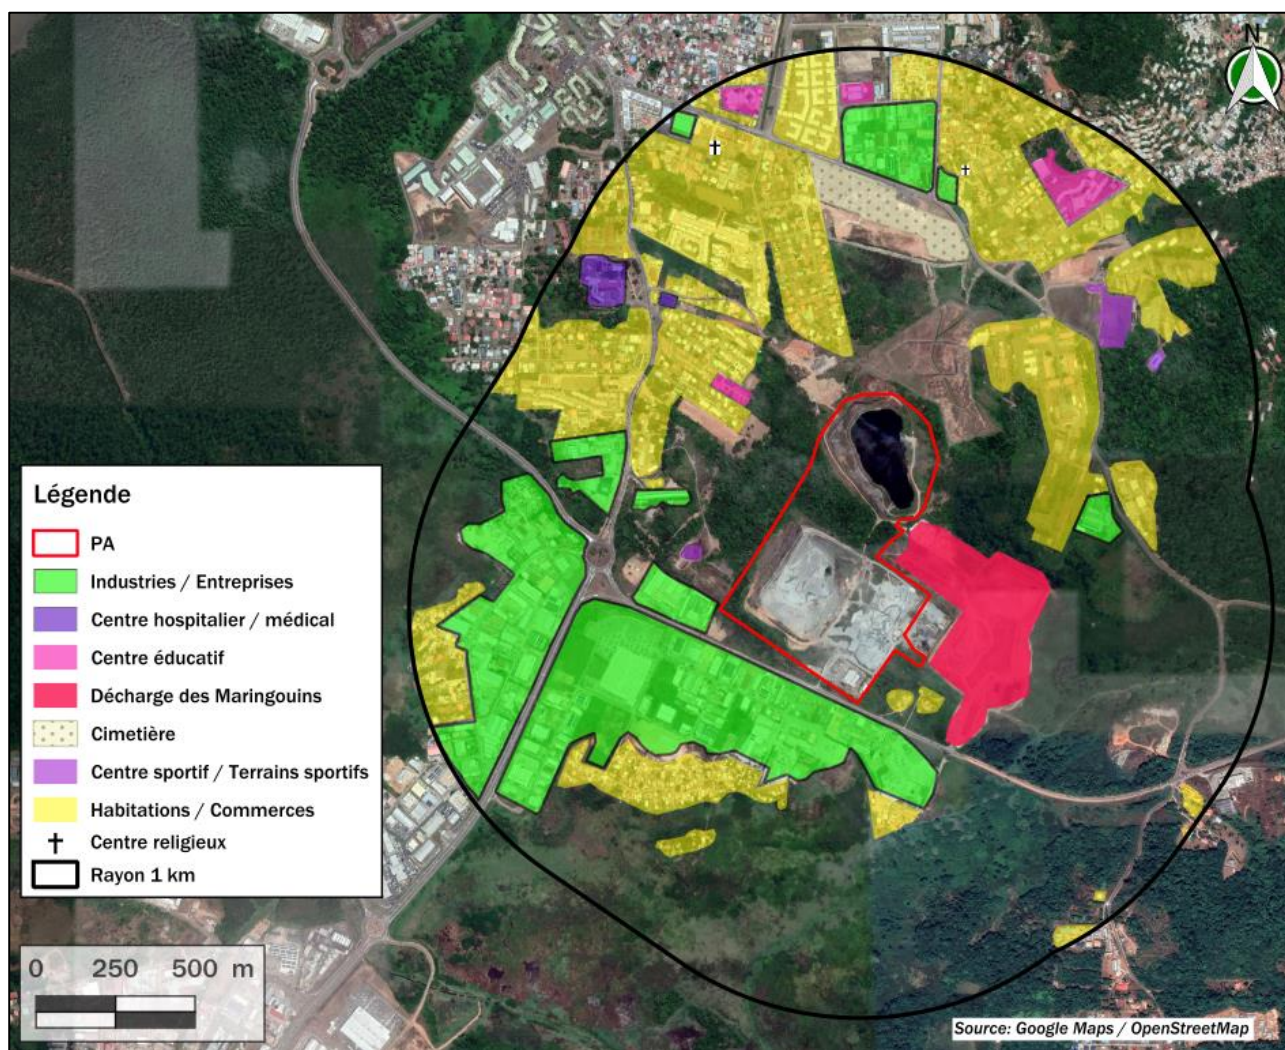 N
Légende
PA
Industries / Entreprises
Centre hospitalier / médical
Centre éducatif
Décharge des Maringouins
Cimetière
Centre sportif / Terrains sportifs
Habitations / Commerces
Centre religieux
Rayon 1 km
0 250 500 m
Source: Google Maps / OpenStreetMap